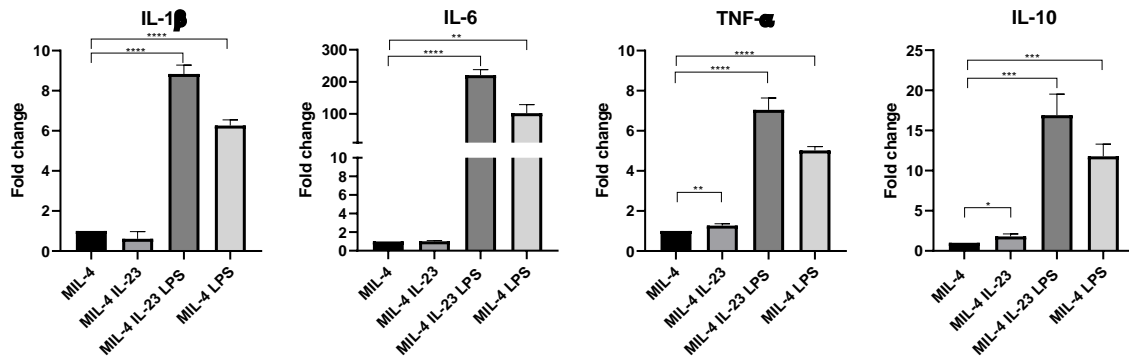 IL-1β
****
****
Fold change
10
8
6
4
2
0
MIL-4
MIL-4 IL-23
MIL-4 IL-23 LPS
MIL-4 LPS
IL-6
**
****
Fold change
300
200
100
10
8
6
4
2
0
MIL-4
MIL-4 IL-23
MIL-4 IL-23 LPS
MIL-4 LPS
TNF-α
****
****
**
Fold change
10
8
6
4
2
0
MIL-4
MIL-4 IL-23
MIL-4 IL-23 LPS
MIL-4 LPS
IL-10
***
***
*
Fold change
25
20
15
10
5
0
MIL-4
MIL-4 IL-23
MIL-4 IL-23 LPS
MIL-4 LPS